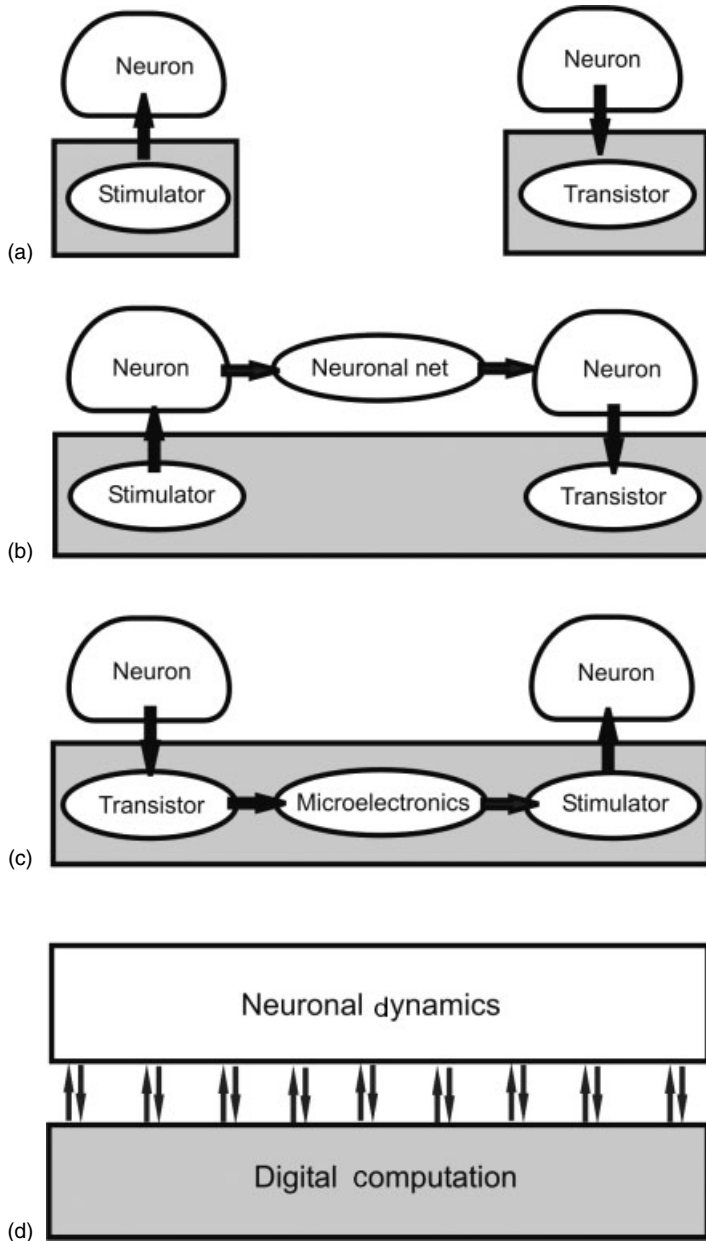 Neuron
Neuron
Stimulator
Transistor
(a)
Neuron
Neuronal net
Neuron
Stimulator
Transistor
(b)
Neuron
Neuron
Transistor
Microelectronics
Stimulator
(c)
Neuronal dynamics
Digital computation
(d)